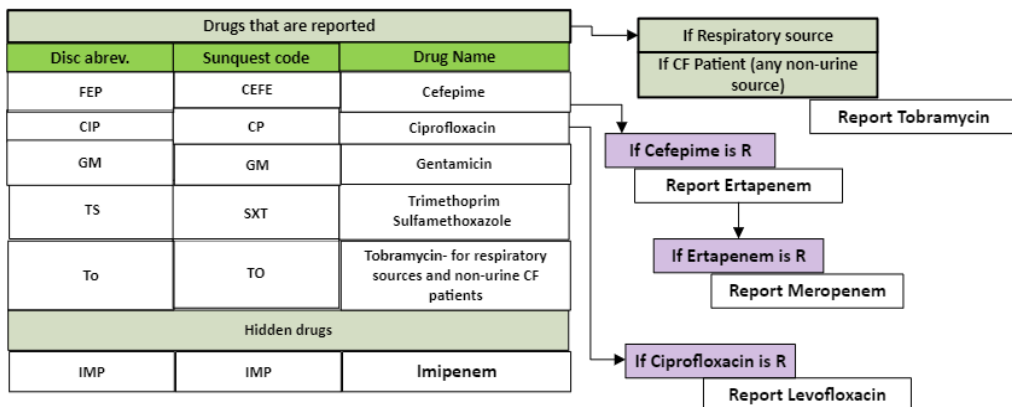 Drugs that are reported
Disc abrev. Sunquest code Drug Name
FEP CEFE Cefepime
CIP CP Ciprofloxacin
GM GM Gentamicin
TS SXT Trimethoprim
Sulfamethoxazole
To TO Tobramycin- for respiratory
sources and non-urine CF
patients
Hidden drugs
IMP IMP Imipenem
If Respiratory source
If CF Patient (any non-urine
source)
Report Tobramycin
If Cefepime is R
Report Ertapenem
If Ertapenem is R
Report Meropenem
If Ciprofloxacin is R
Report Levofloxacin